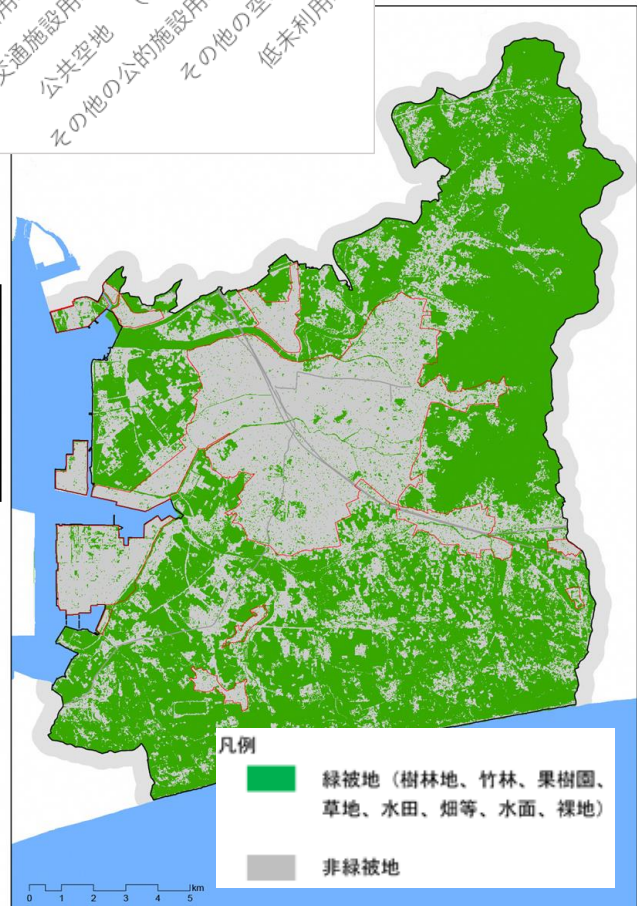 交通施設用
公共空地 （
その他の公的施設用
その他の空
低未利用
凡例
緑被地（樹林地、竹林、果樹園、
草地、水田、畑等、水面、裸地）
非緑被地
0 1 2 3 4 5 km